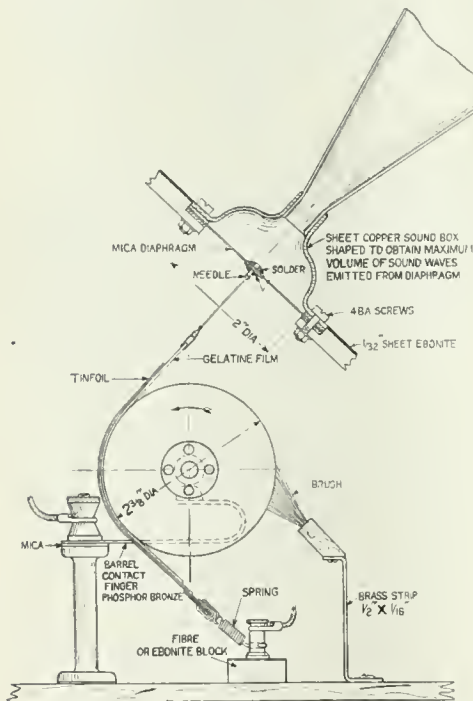 MICA DIAPHRAGM
SOLDER
NEEDLE
SHEET COPPER SOUND BOX
SHAPED TO OBTAIN MAXIMUM
VOLUME OF SOUND WAVES
EMITTED FROM DIAPHRAGM
2" DIA
4BA SCREWS
1/32" SHEET EBONITE
GELATINE FILM
TINFOIL
2 3/8" DIA
BRUSH
MICA
BARREL
CONTACT
FINGER
PHOSPHOR BRONZE
SPRING
BRASS STRIP
1/2" X 1/16"
FIBRE
OR EBONITE BLOCK